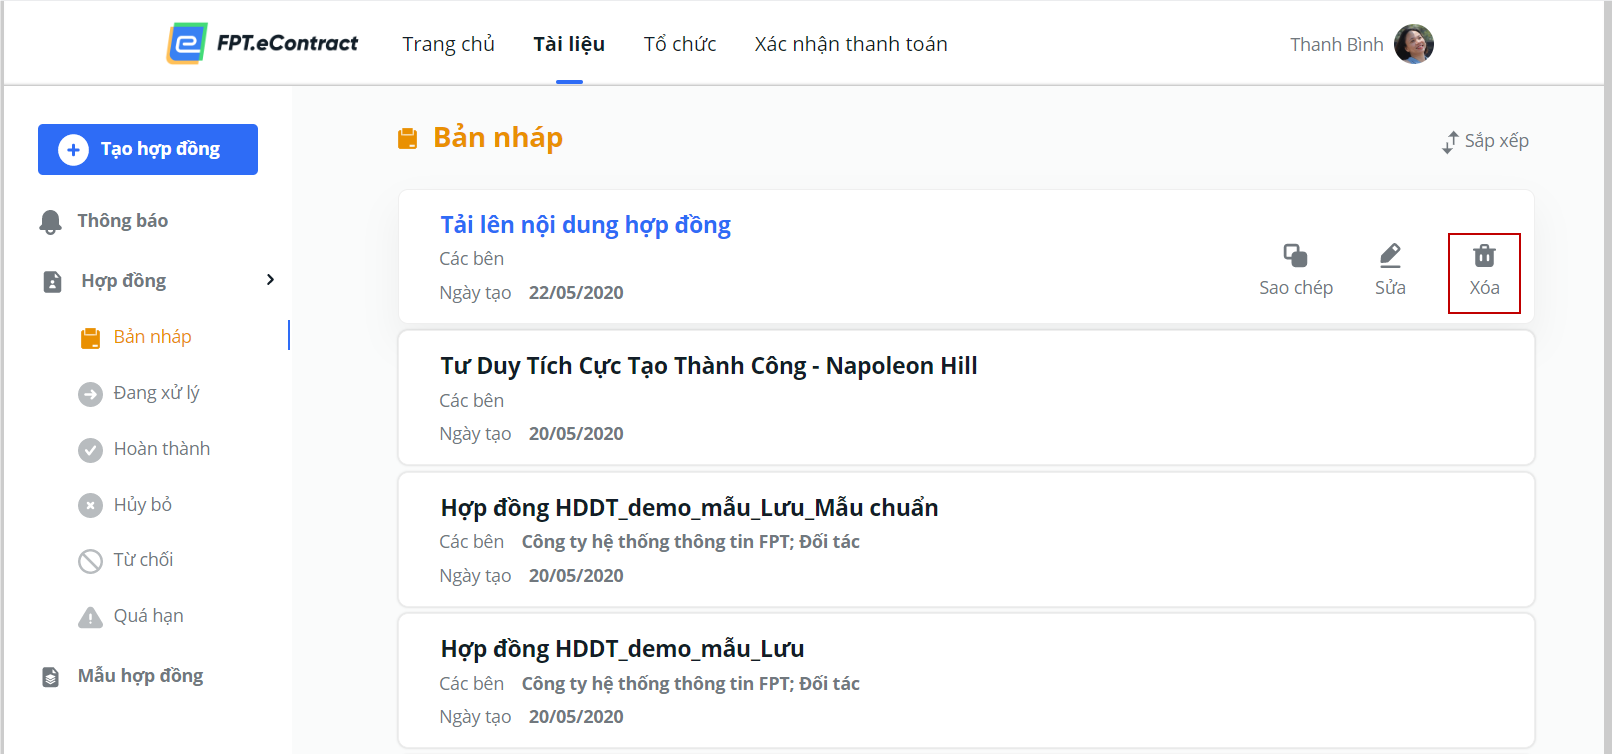 FPT.eContract
Trang chủ
Tài liệu
Tổ chức
Xác nhận thanh toán
Thanh Bình
Tạo hợp đồng
Thông báo
Hợp đồng
Bản nháp
Đang xử lý
Hoàn thành
Hủy bỏ
Từ chối
Quá hạn
Mẫu hợp đồng
Bản nháp
Sắp xếp
Tải lên nội dung hợp đồng
Các bên
Ngày tạo 22/05/2020
Sao chép
Sửa
Xóa
Tư Duy Tích Cực Tạo Thành Công - Napoleon Hill
Các bên
Ngày tạo 20/05/2020
Hợp đồng HDDT_demo_mẫu_Lưu_Mẫu chuẩn
Các bên Công ty hệ thống thông tin FPT; Đối tác
Ngày tạo 20/05/2020
Hợp đồng HDDT_demo_mẫu_Lưu
Các bên Công ty hệ thống thông tin FPT; Đối tác
Ngày tạo 20/05/2020